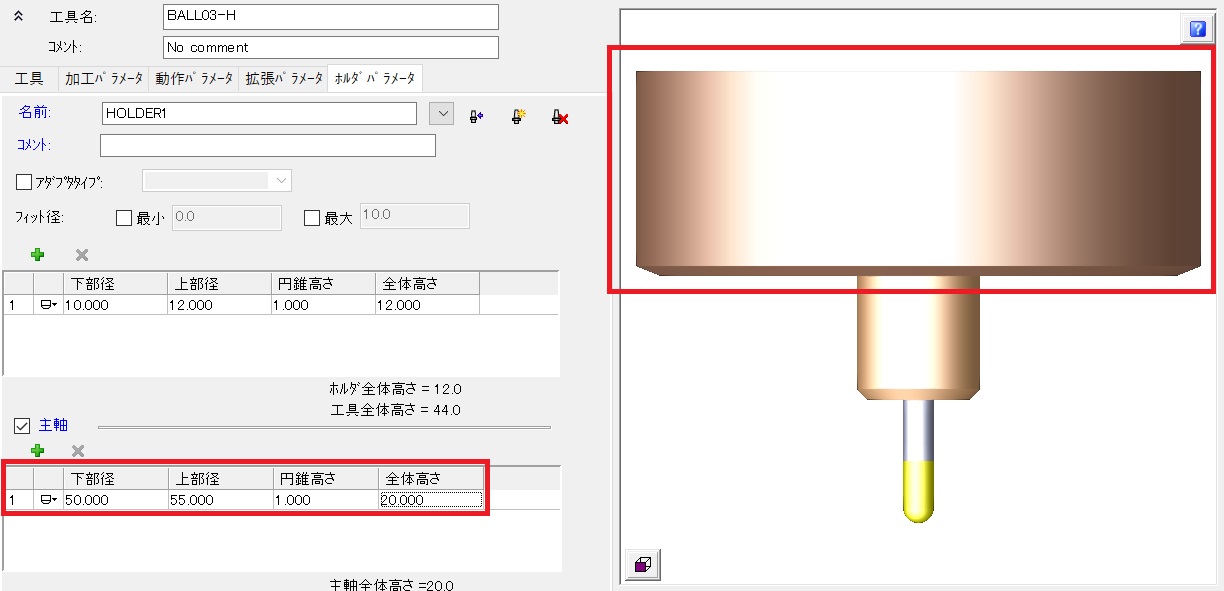 工具名: BALL03-H
コメント: No comment
工具 加工パラメータ 動作パラメータ 拡張パラメータ ホルダパラメータ
名前: HOLDER1
コメント:
アダプタタイプ:
フィット径: 最小 0.0 最大 10.0
下部径 上部径 円錐高さ 全体高さ
1 10.000 12.000 1.000 12.000
ホルダ全体高さ = 12.0
工具全体高さ = 44.0
主軸
下部径 上部径 円錐高さ 全体高さ
1 50.000 55.000 1.000 20.000
主軸全体高さ =20.0
?